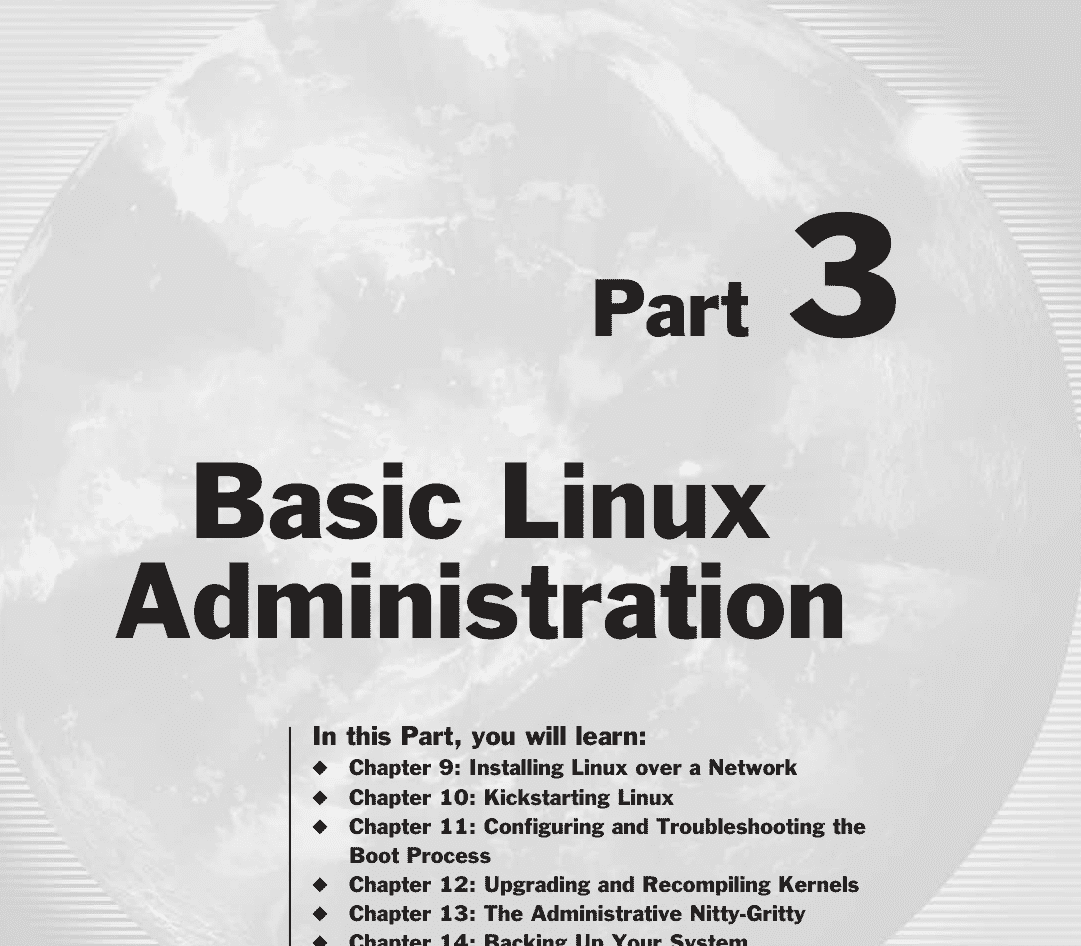 Part 3
Basic Linux
Administration
In this Part, you will learn:
◆ Chapter 9: Installing Linux over a Network
◆ Chapter 10: Kickstarting Linux
◆ Chapter 11: Configuring and Troubleshooting the
Boot Process
◆ Chapter 12: Upgrading and Recompiling Kernels
◆ Chapter 13: The Administrative Nitty-Gritty
◆ Chapter 14: Backing Up Your System